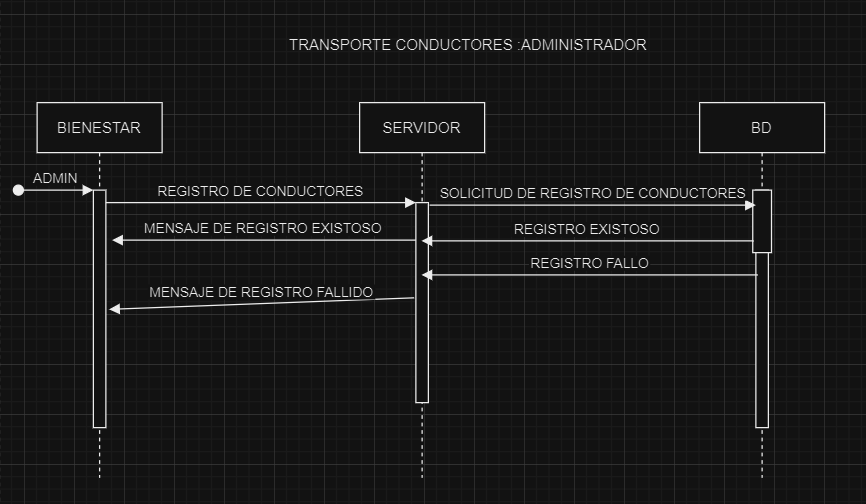 TRANSPORTE CONDUCTORES :ADMINISTRADOR
BIENESTAR
SERVIDOR
BD
ADMIN
REGISTRO DE CONDUCTORES
SOLICITUD DE REGISTRO DE CONDUCTORES
MENSAJE DE REGISTRO EXISTOSO
REGISTRO EXISTOSO
REGISTRO FALLO
MENSAJE DE REGISTRO FALLIDO